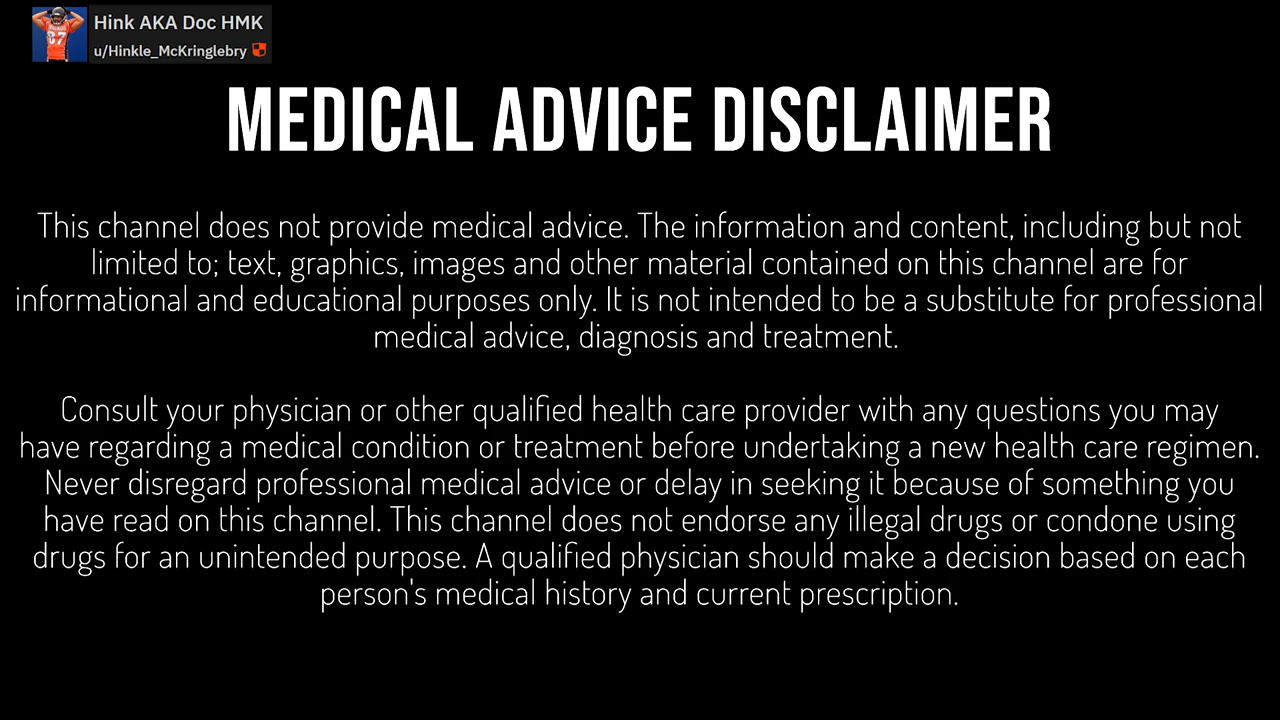 Hink AKA Doc HMK
u/Hinkle_McKringlebry
MEDICAL ADVICE DISCLAIMER
This channel does not provide medical advice. The information and content, including but not
limited to; text, graphics, images and other material contained on this channel are for
informational and educational purposes only. It is not intended to be a substitute for professional
medical advice, diagnosis and treatment.
Consult your physician or other qualified health care provider with any questions you may
have regarding a medical condition or treatment before undertaking a new health care regimen.
Never disregard professional medical advice or delay in seeking it because of something you
have read on this channel. This channel does not endorse any illegal drugs or condone using
drugs for an unintended purpose. A qualified physician should make a decision based on each
person's medical history and current prescription.